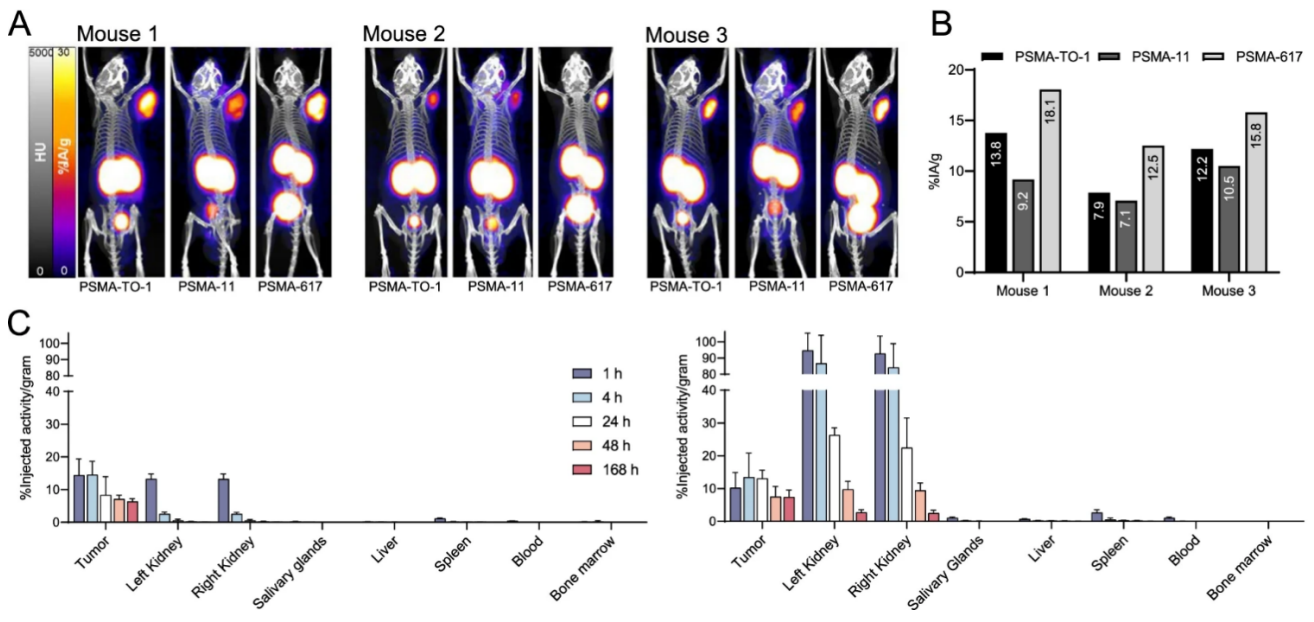 A
Mouse 1
Mouse 2
Mouse 3
5000
30
HU
%IA/g
0
0
PSMA-TO-1
PSMA-11
PSMA-617
PSMA-TO-1
PSMA-11
PSMA-617
PSMA-TO-1
PSMA-11
PSMA-617
B
PSMA-TO-1
PSMA-11
PSMA-617
%IA/g
20
15
10
5
0
13.8
9.2
18.1
7.9
7.1
12.5
12.2
10.5
15.8
Mouse 1
Mouse 2
Mouse 3
C
%Injected activity/gram
100
90
80
40
30
20
10
0
1 h
4 h
24 h
48 h
168 h
Tumor
Left Kidney
Right Kidney
Salivary glands
Liver
Spleen
Blood
Bone marrow
%Injected activity/gram
100
90
80
40
30
20
10
0
Tumor
Left Kidney
Right Kidney
Salivary Glands
Liver
Spleen
Blood
Bone marrow